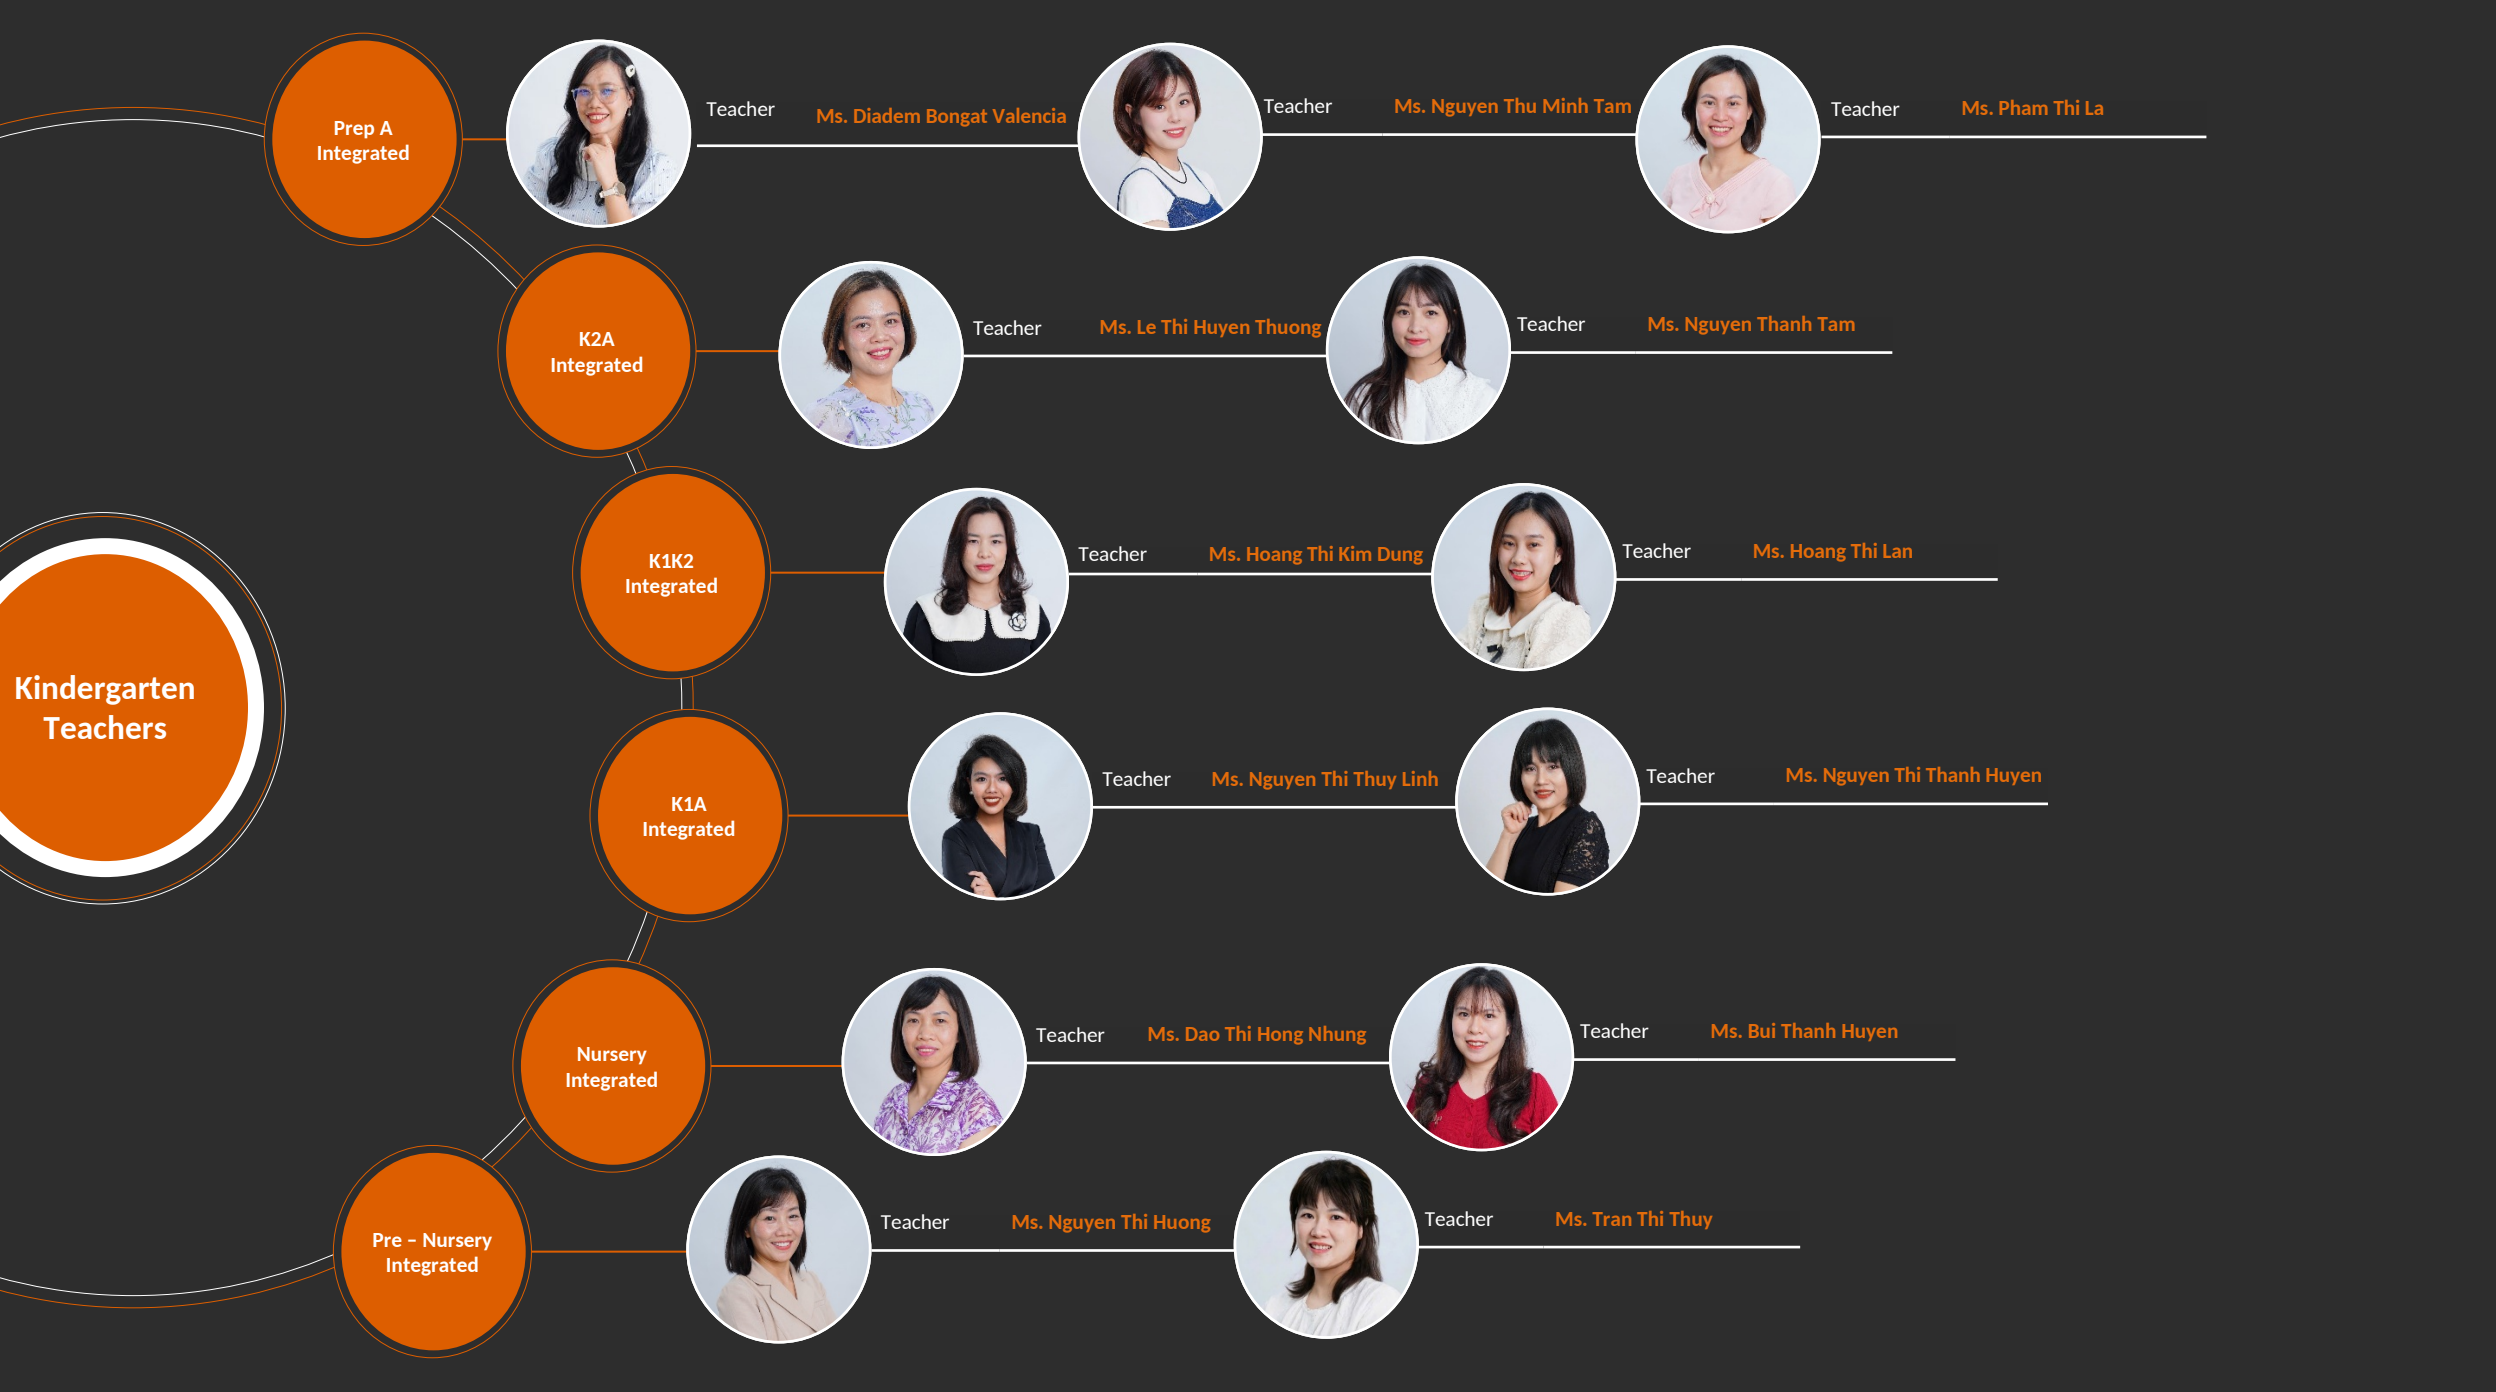 Prep A
Integrated
Teacher
Ms. Diadem Bongat Valencia
Teacher
Ms. Nguyen Thu Minh Tam
Teacher
Ms. Pham Thi La
K2A
Integrated
Teacher
Ms. Le Thi Huyen Thuong
Teacher
Ms. Nguyen Thanh Tam
K1K2
Integrated
Teacher
Ms. Hoang Thi Kim Dung
Teacher
Ms. Hoang Thi Lan
Kindergarten
Teachers
K1A
Integrated
Teacher
Ms. Nguyen Thi Thuy Linh
Teacher
Ms. Nguyen Thi Thanh Huyen
Nursery
Integrated
Teacher
Ms. Dao Thi Hong Nhung
Teacher
Ms. Bui Thanh Huyen
Pre – Nursery
Integrated
Teacher
Ms. Nguyen Thi Huong
Teacher
Ms. Tran Thi Thuy